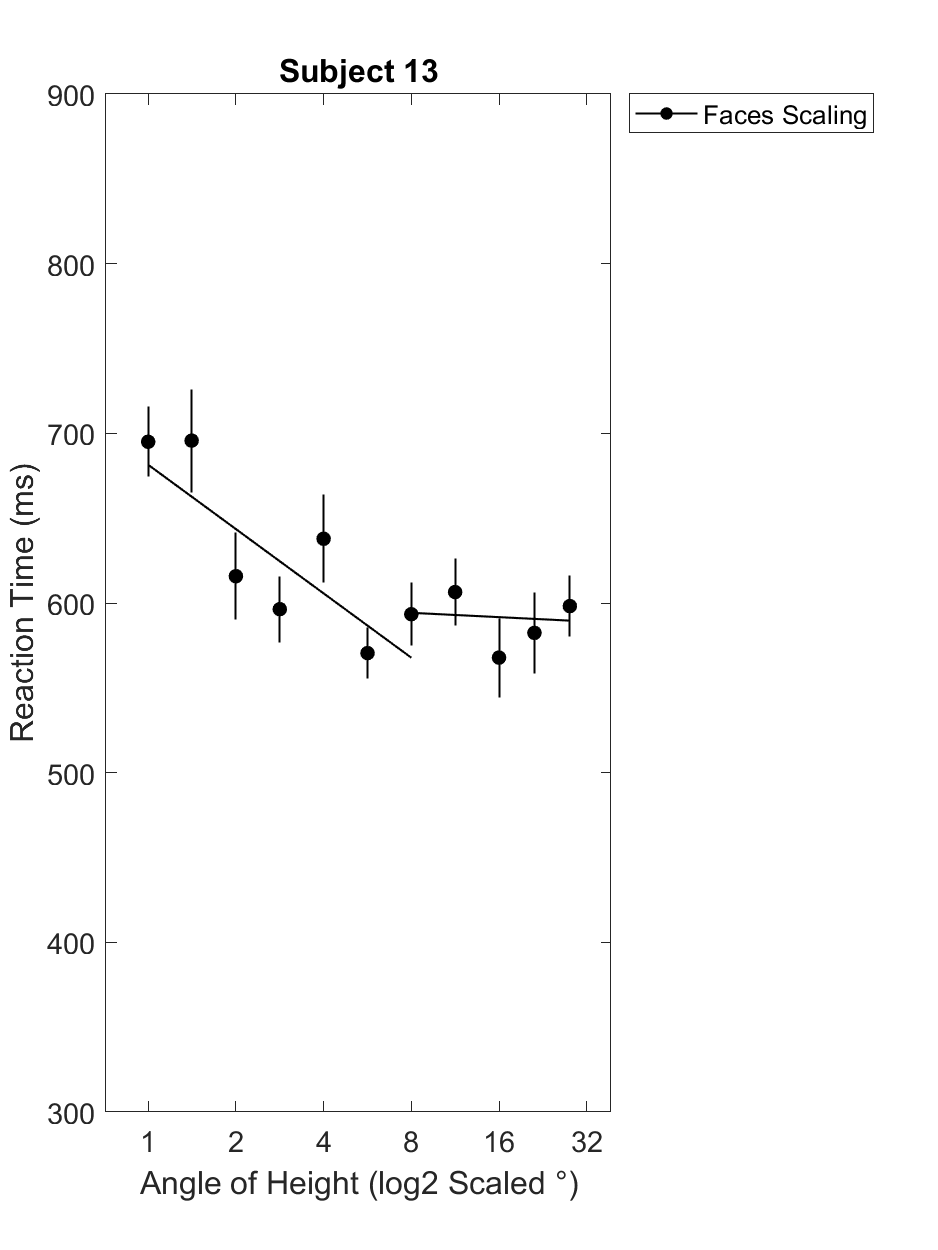 Subject 13
Faces Scaling
900
800
700
600
500
400
300
Reaction Time (ms)
1 2 4 8 16 32
Angle of Height (log2 Scaled °)